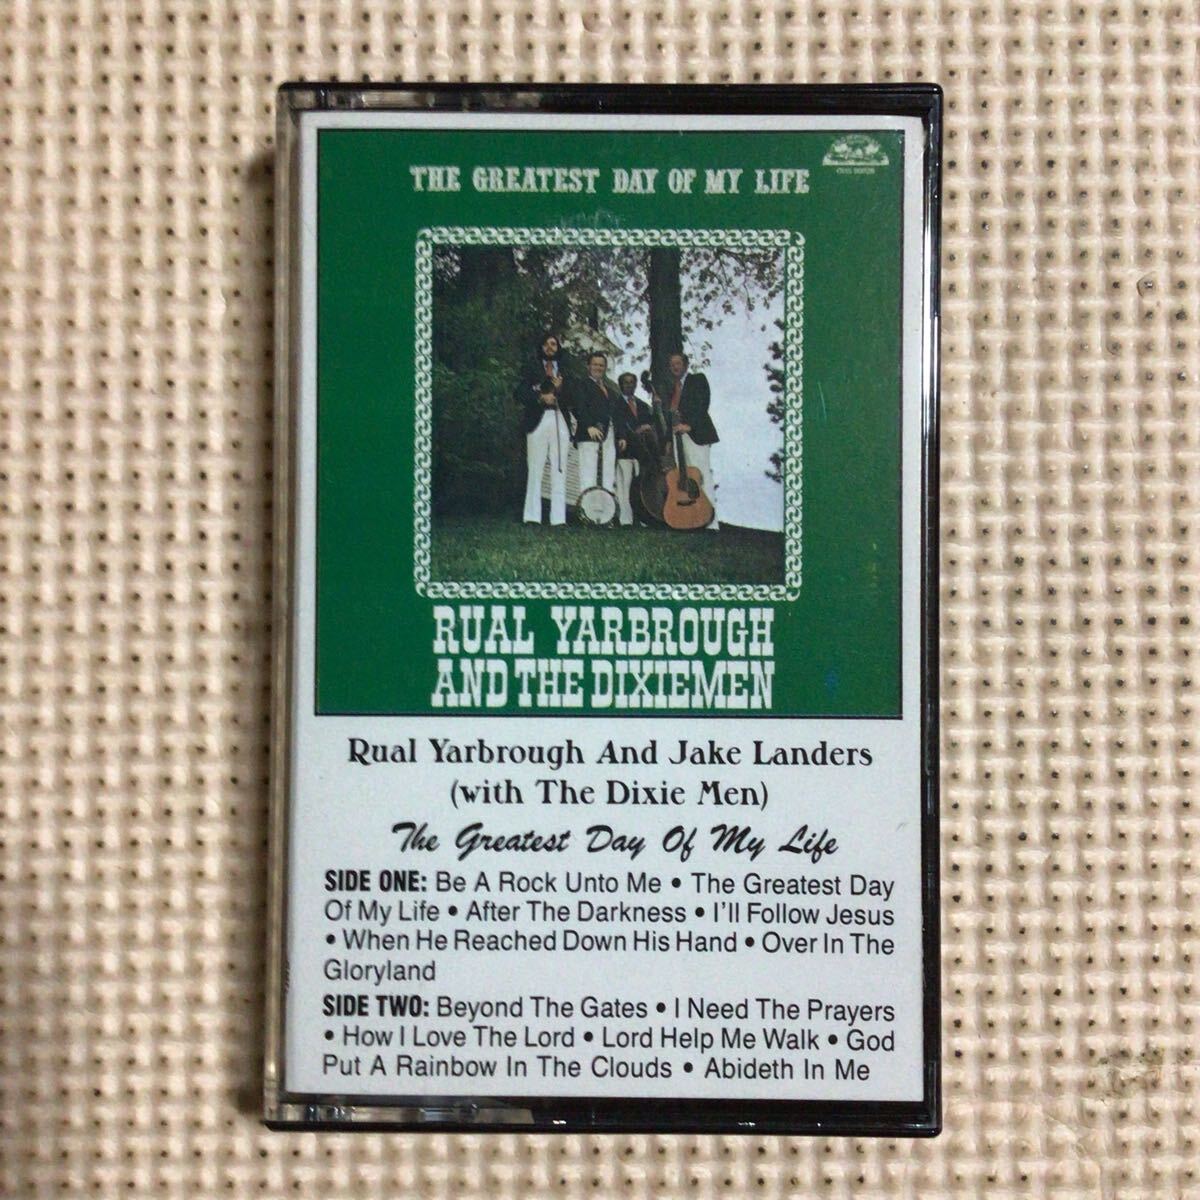 THE GREATEST DAY OF MY LIFE
RUAL YARBROUGH
AND THE DIXIEMEN
Rual Yarbrough And Jake Landers
(with The Dixie Men)
The Greatest Day Of My Life
SIDE ONE: Be A Rock Unto Me • The Greatest Day
Of My Life • After The Darkness • I'll Follow Jesus
• When He Reached Down His Hand • Over In The
Gloryland
SIDE TWO: Beyond The Gates • I Need The Prayers
• How I Love The Lord • Lord Help Me Walk • God
Put A Rainbow In The Clouds • Abideth In Me